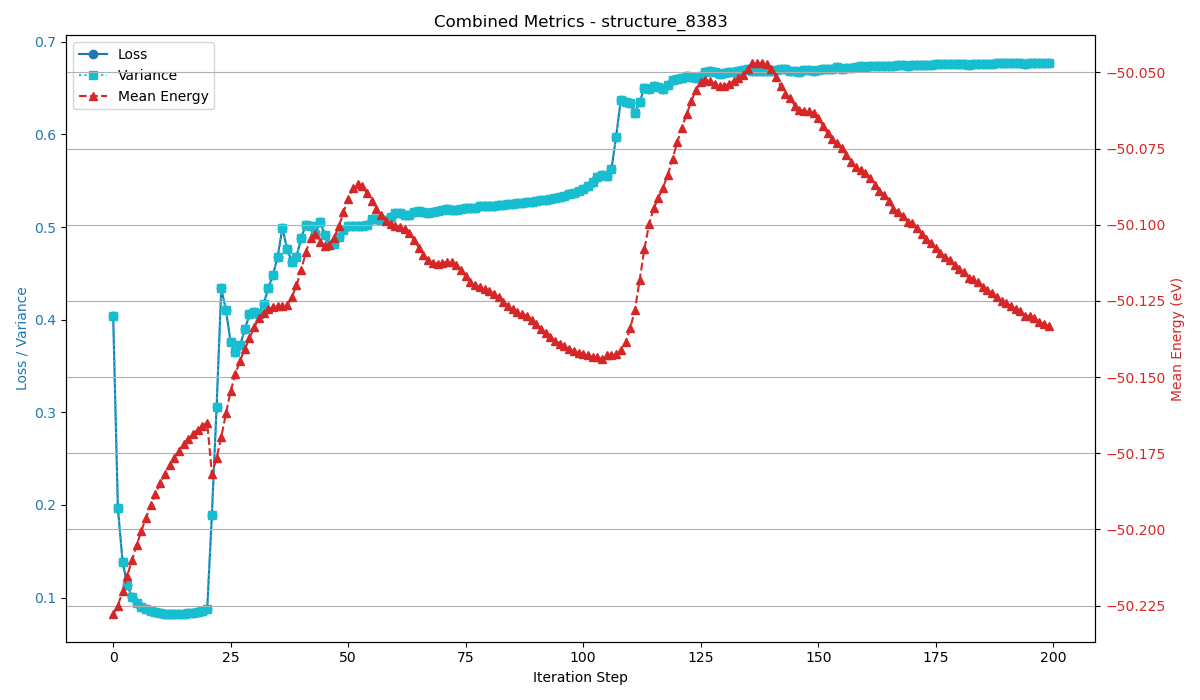 Combined Metrics - structure_8383
Loss
Variance
Mean Energy
0.7
0.6
0.5
0.4
0.3
0.2
0.1
Loss / Variance
−50.050
−50.075
−50.100
−50.125
−50.150
−50.175
−50.200
−50.225
Mean Energy (eV)
0 25 50 75 100 125 150 175 200
Iteration Step